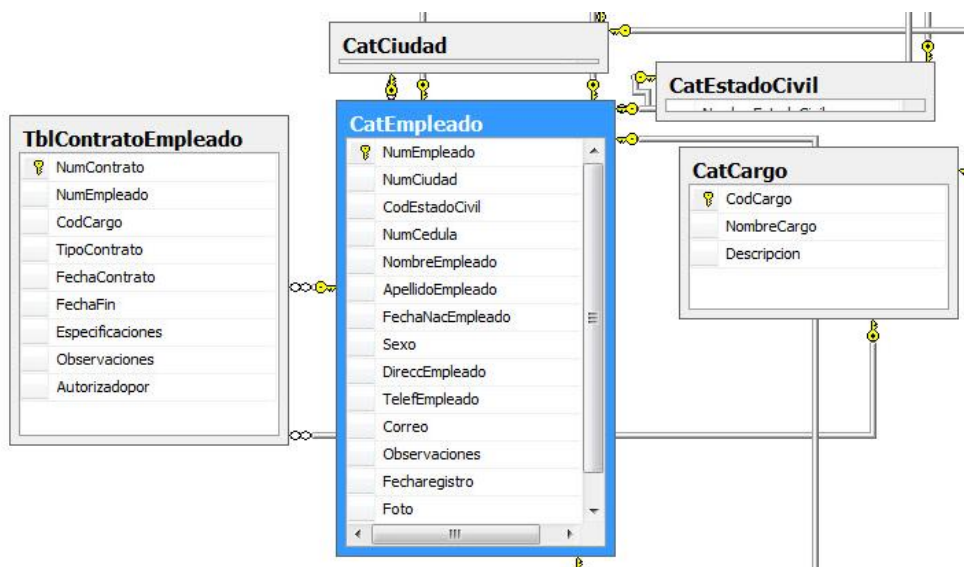 CatCiudad
CatEstadoCivil
TblContratoEmpleado
NumContrato
NumEmpleado
CodCargo
TipoContrato
FechaContrato
FechaFin
Especificaciones
Observaciones
Autorizadopor
CatEmpleado
NumEmpleado
NumCiudad
CodEstadoCivil
NumCedula
NombreEmpleado
ApellidoEmpleado
FechaNacEmpleado
Sexo
DireccEmpleado
TelefEmpleado
Correo
Observaciones
Fecharegistro
Foto
CatCargo
CodCargo
NombreCargo
Descripcion